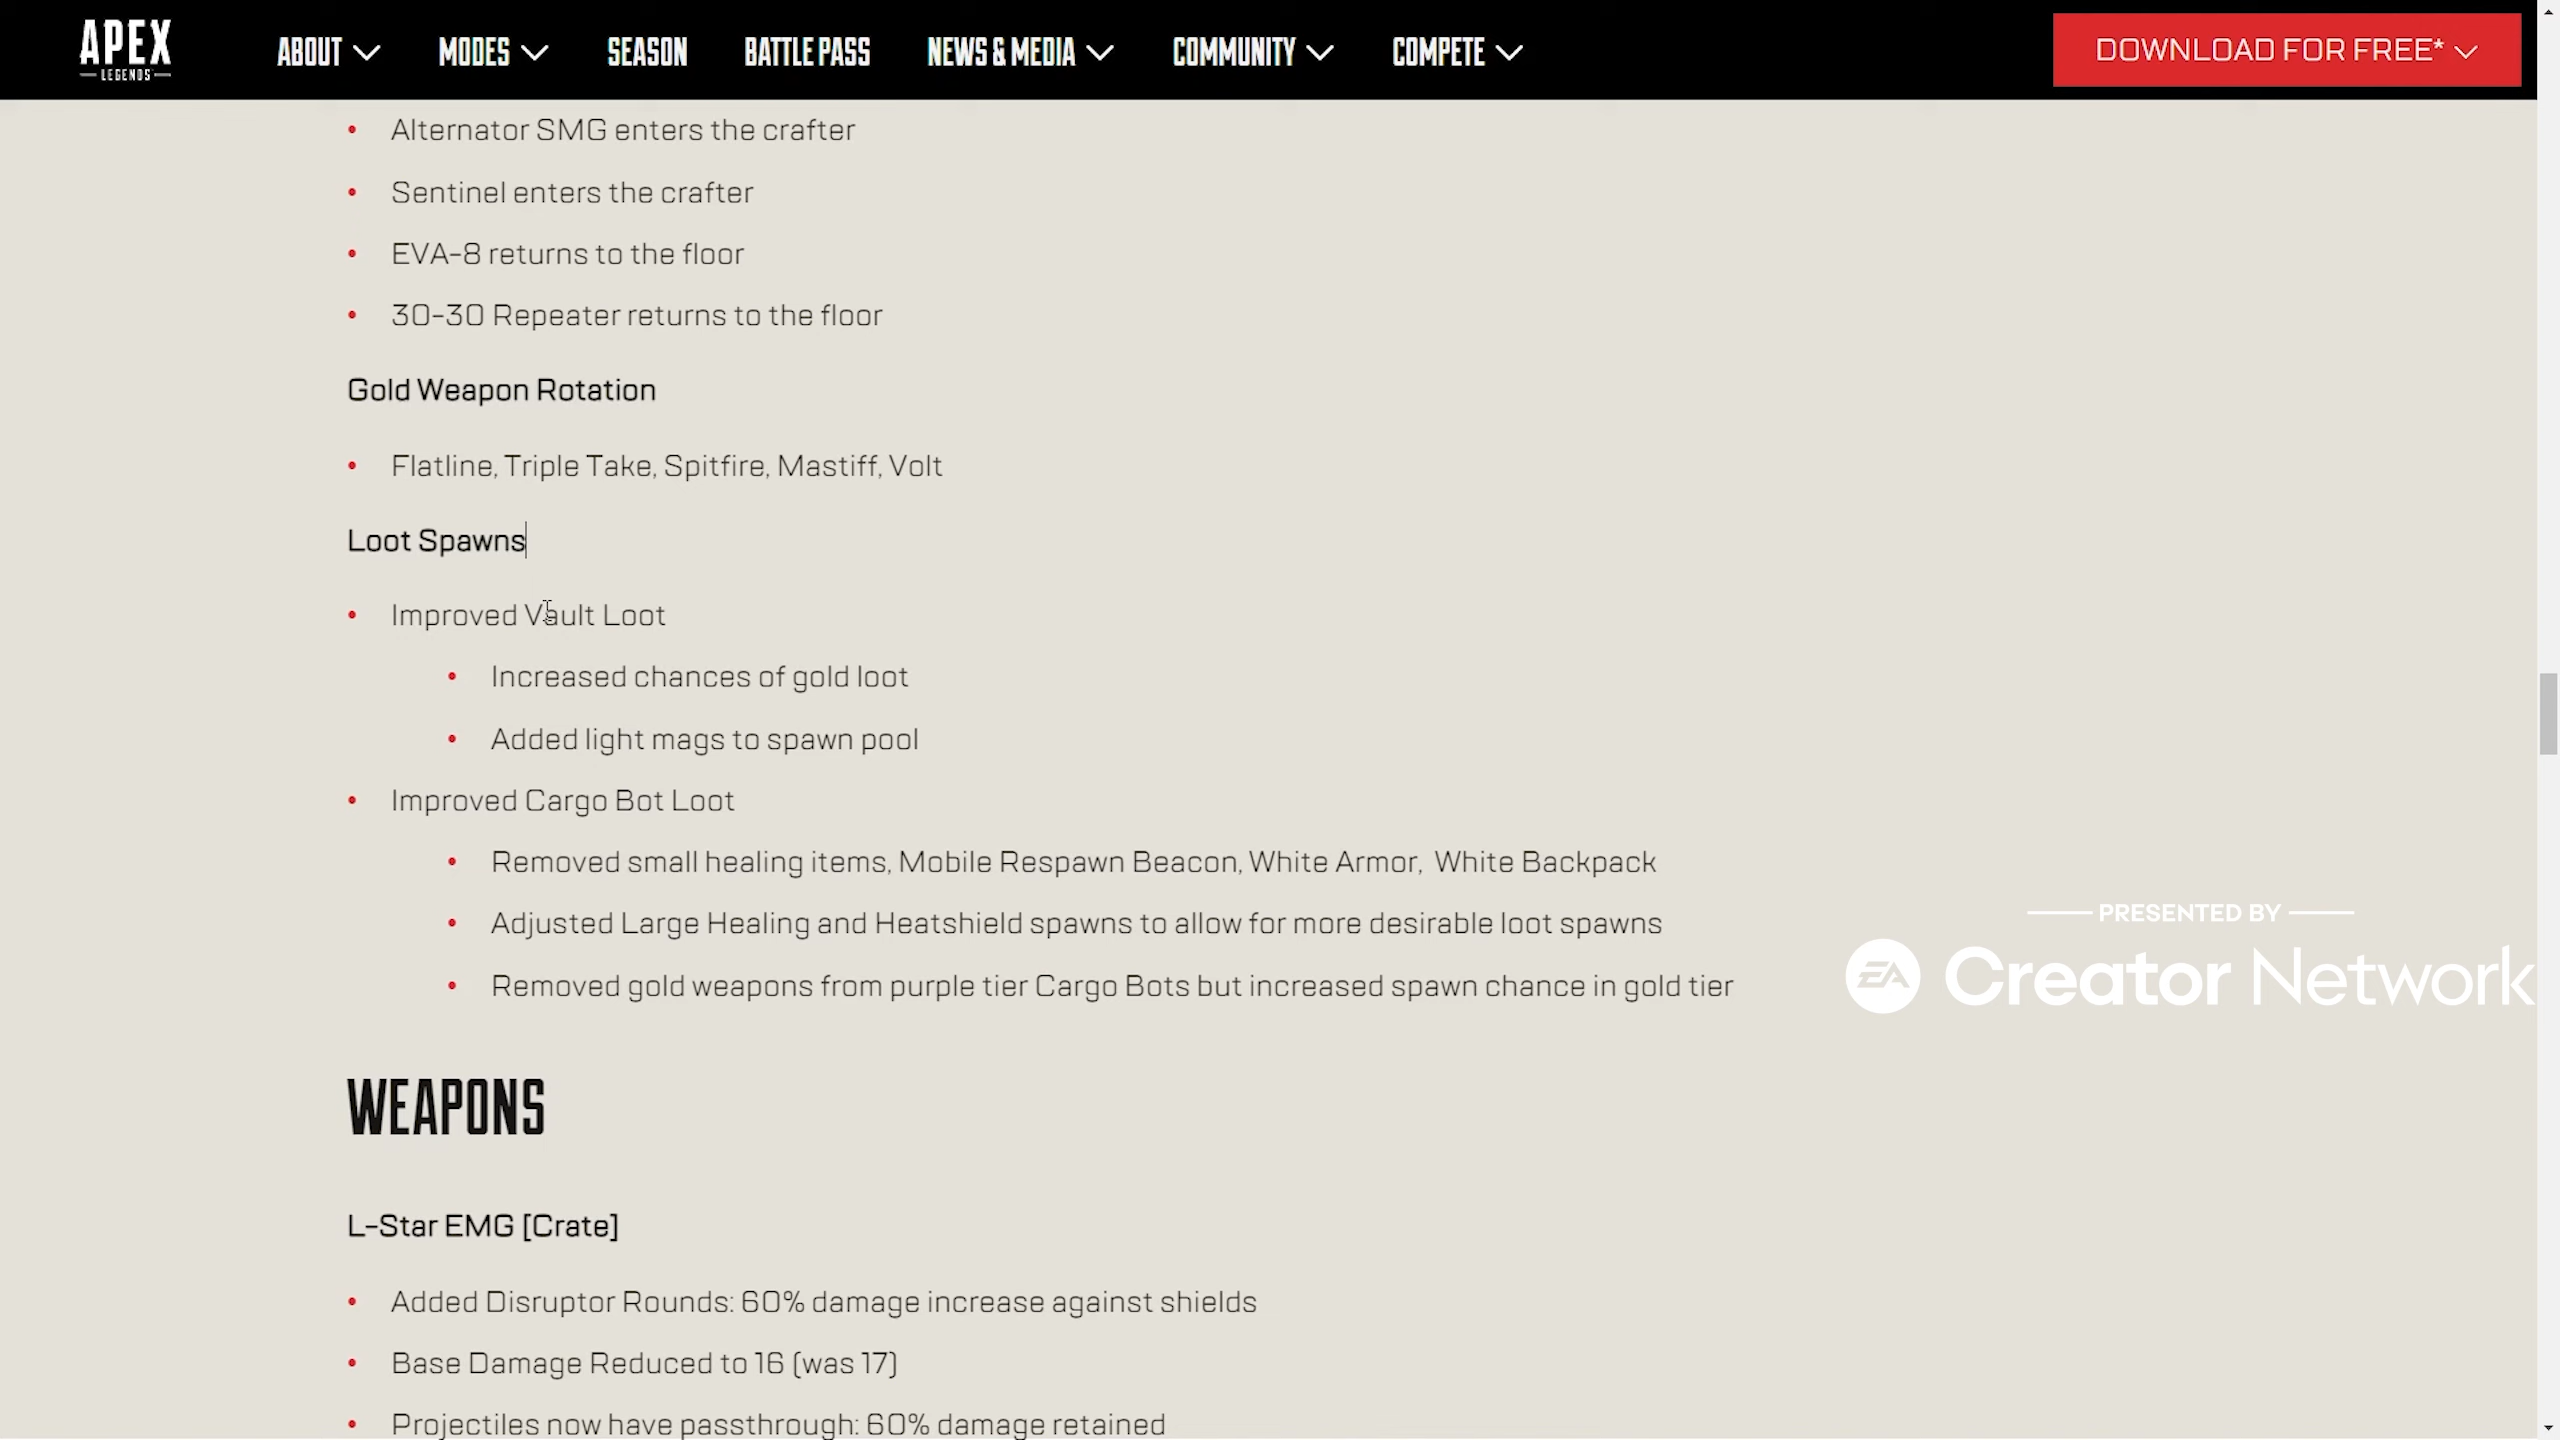 APEX
LEGENDS
ABOUT
MODES
SEASON
BATTLE PASS
NEWS & MEDIA
COMMUNITY
COMPETE
DOWNLOAD FOR FREE*
Alternator SMG enters the crafter
Sentinel enters the crafter
EVA-8 returns to the floor
30-30 Repeater returns to the floor
Gold Weapon Rotation
Flatline, Triple Take, Spitfire, Mastiff, Volt
Loot Spawns
Improved Vault Loot
Increased chances of gold loot
Added light mags to spawn pool
Improved Cargo Bot Loot
Removed small healing items, Mobile Respawn Beacon, White Armor, White Backpack
Adjusted Large Healing and Heatshield spawns to allow for more desirable loot spawns
Removed gold weapons from purple tier Cargo Bots but increased spawn chance in gold tier
PRESENTED BY
EA Creator Network
WEAPONS
L-Star EMG [Crate]
Added Disruptor Rounds: 60% damage increase against shields
Base Damage Reduced to 16 (was 17)
Projectiles now have passthrough: 60% damage retained